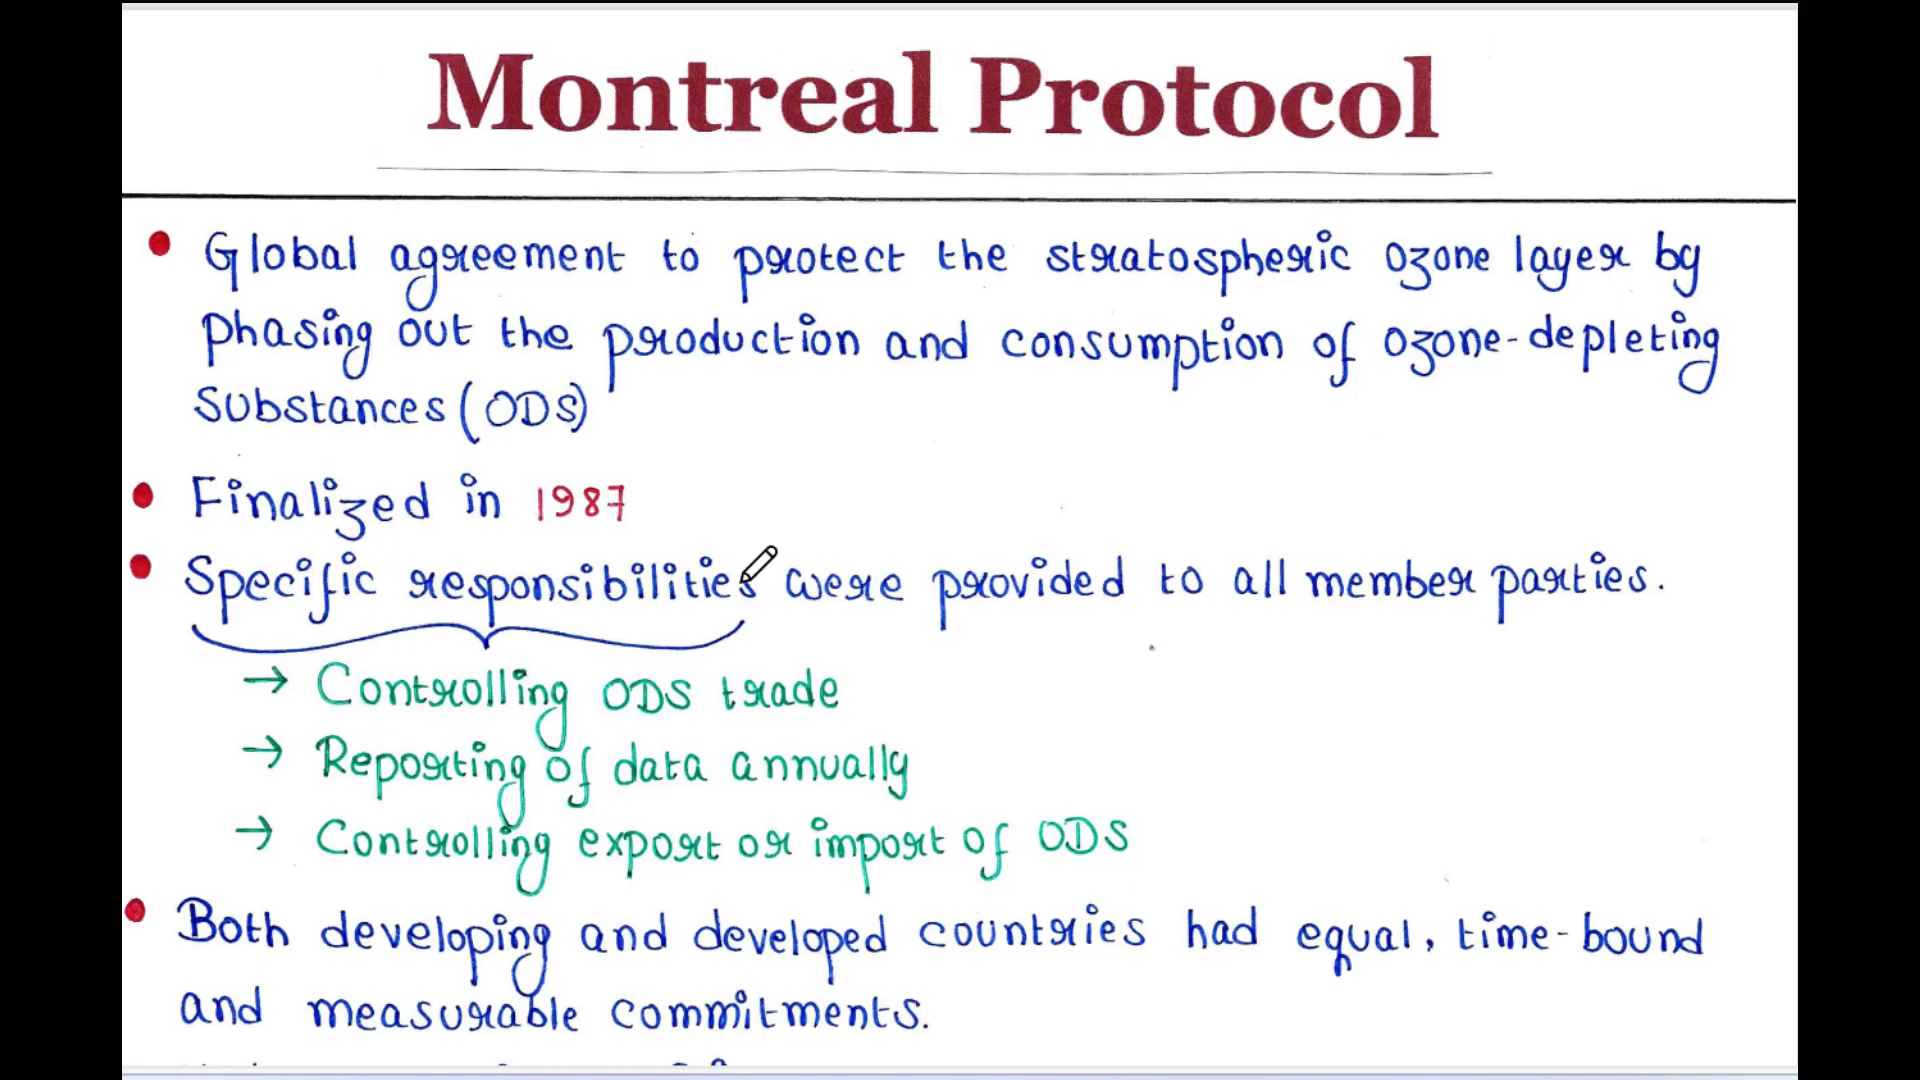 Montreal Protocol
• Global agreement to protect the stratospheric ozone layer by
phasing out the production and consumption of ozone-depleting
substances (ODS)
• Finalized in 1987
• Specific responsibilities were provided to all member parties.
→ Controlling ODS trade
→ Reporting of data annually
→ Controlling export or import of ODS
• Both developing and developed countries had equal, time-bound
and measurable commitments.